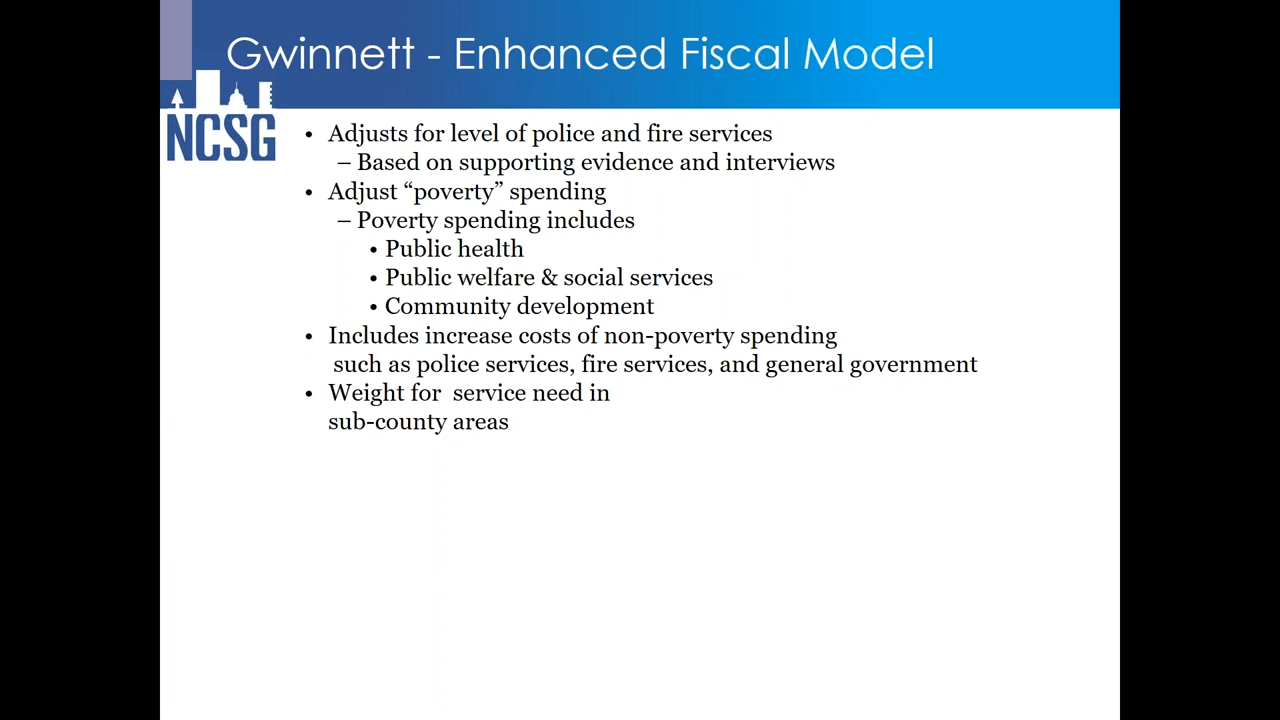 Gwinnett - Enhanced Fiscal Model
NCSG
• Adjusts for level of police and fire services
– Based on supporting evidence and interviews
• Adjust “poverty” spending
– Poverty spending includes
• Public health
• Public welfare & social services
• Community development
• Includes increase costs of non-poverty spending
such as police services, fire services, and general government
• Weight for service need in
sub-county areas